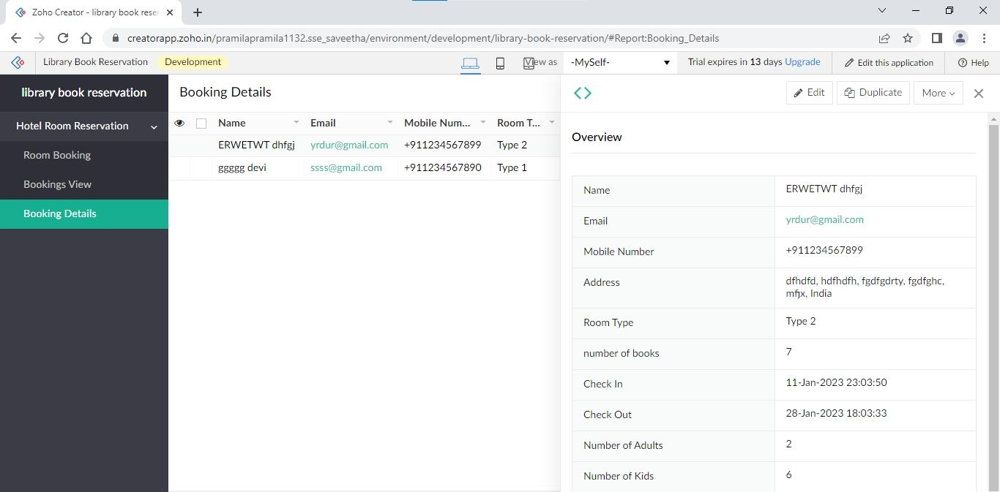 Zoho Creator - library book reser
creatorapp.zoho.in/pramilapramila1132.sse_saveetha/environment/development/library-book-reservation/#Report:Booking_Details
Library Book Reservation Development View as -MySelf- Trial expires in 13 days Upgrade Edit this application Help
library book reservation
Hotel Room Reservation
Room Booking
Bookings View
Booking Details
Booking Details
Name Email Mobile Num... Room T...
ERWETWT dhfgj yrdur@gmail.com +911234567899 Type 2
ggggg devi ssss@gmail.com +911234567890 Type 1
Edit Duplicate More
Overview
Name ERWETWT dhfgj
Email yrdur@gmail.com
Mobile Number +911234567899
Address dfhdfd, hdfhdfh, fgdfgdrty, fgdfghc,
mfjx, India
Room Type Type 2
number of books 7
Check In 11-Jan-2023 23:03:50
Check Out 28-Jan-2023 18:03:33
Number of Adults 2
Number of Kids 6